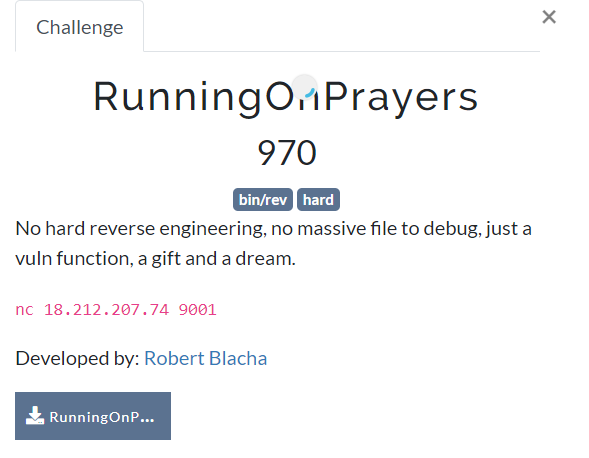 Challenge
×
RunningOnPrayers
970
bin/rev hard
No hard reverse engineering, no massive file to debug, just a
vuln function, a gift and a dream.
nc 18.212.207.74 9001
Developed by: Robert Blacha
RunningOnP...